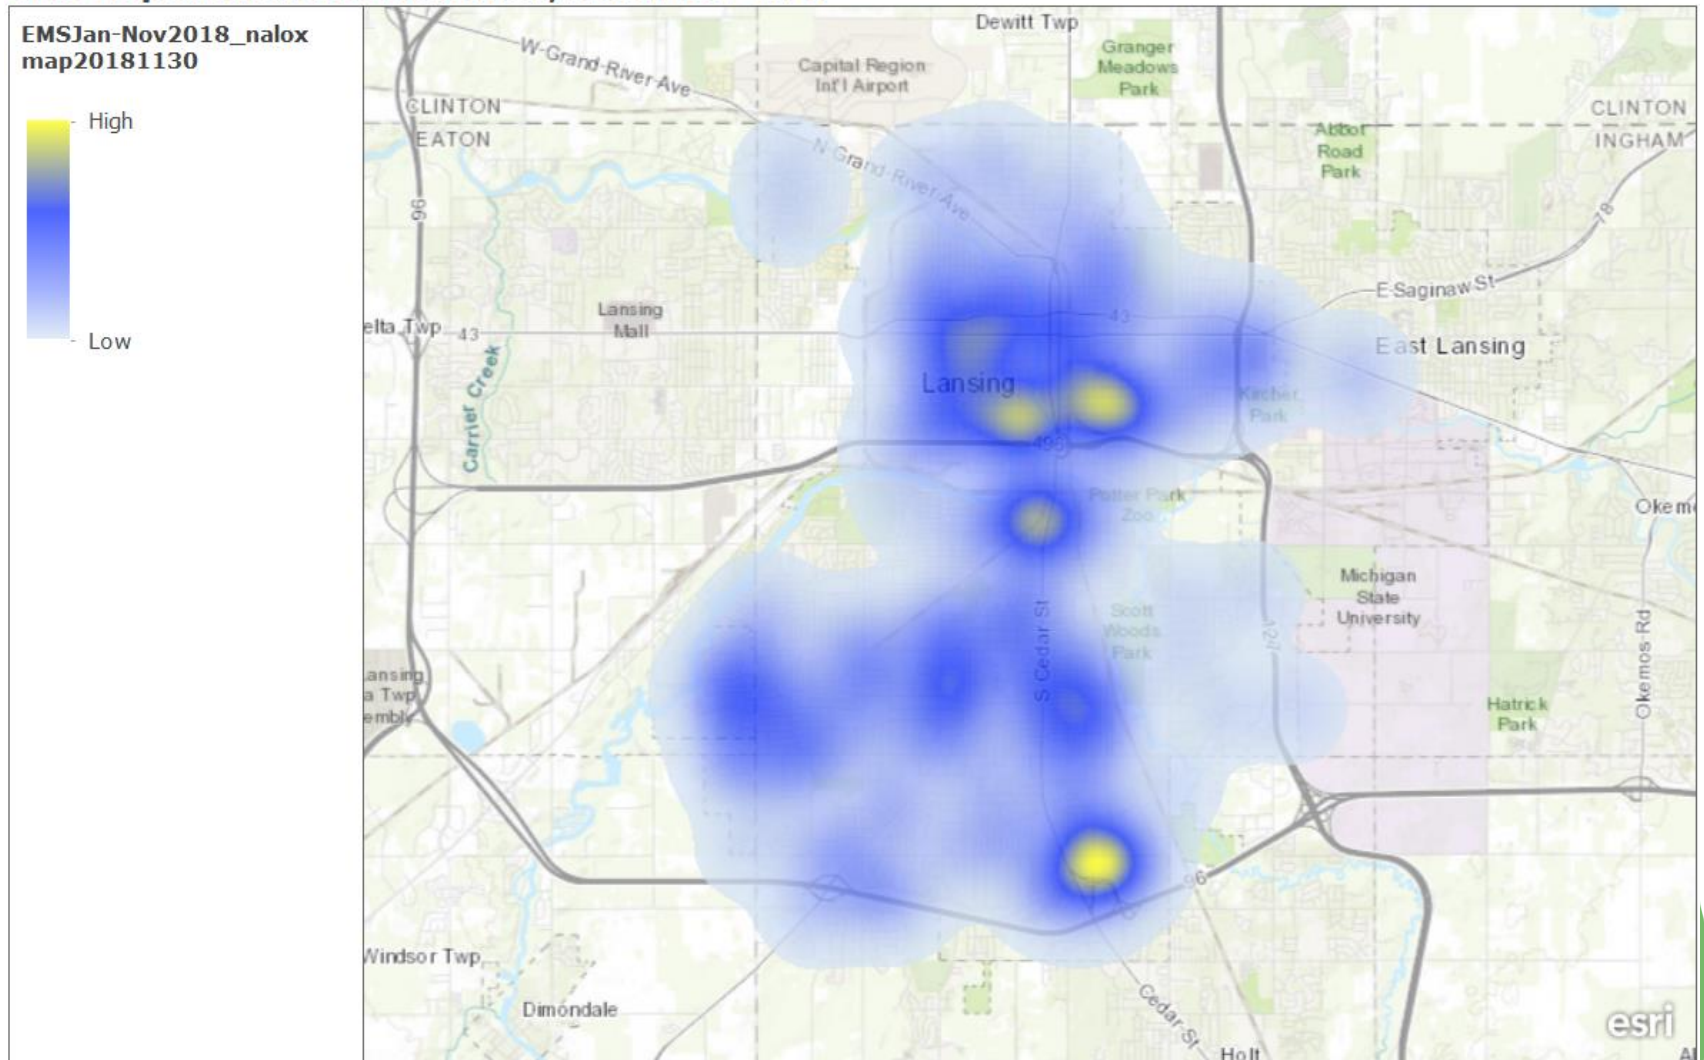 EMSJan-Nov2018_nalox
map20181130
High
Low
Dewitt Twp
W-Grand-River-Ave
Capital Region
Int'l Airport
Granger
Meadows
Park
CLINTON
EATON
CLINTON
INGHAM
N Grand-River-Ave
Abbot
Road
Park
96
78
E Saginaw St
Lansing
Mall
elta Twp
43
43
East Lansing
Lansing
Kircher
Park
Carrier Creek
496
Potter Park
Zoo
Okem
Michigan
State
University
Scott
Woods
Park
S Cedar St
127
Okemos Rd
ansing
a Twp
embly
Hatrick
Park
96
Windsor Twp
Dimondale
Cedar St
Holt
esri